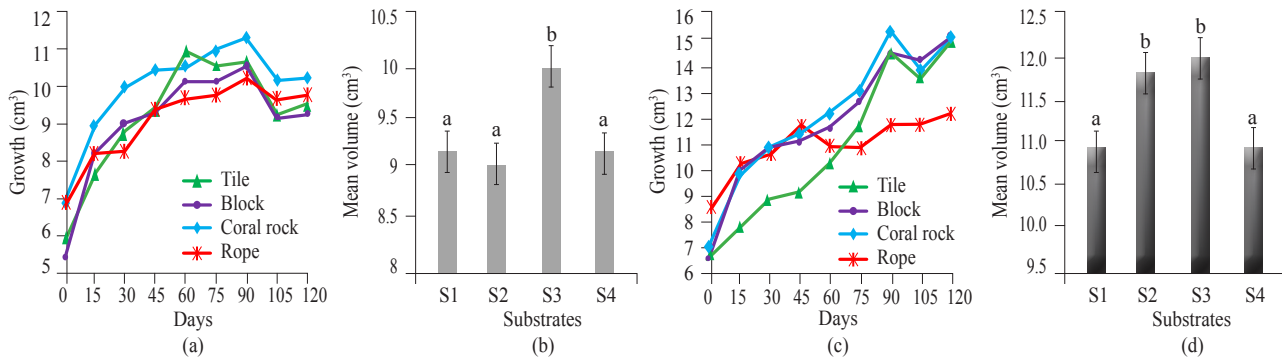 Growth (cm³)
12
11
10
9
8
7
6
5
0 15 30 45 60 75 90 105 120
Days
Tile
Block
Coral rock
Rope
(a)
Mean volume (cm³)
10.5
10
9.5
9
8.5
8
a
a
b
a
S1 S2 S3 S4
Substrates
(b)
Growth (cm³)
16
15
14
13
12
11
10
9
8
7
6
0 15 30 45 60 75 90 105 120
Days
Tile
Block
Coral rock
Rope
(c)
Mean volume (cm³)
12.5
12.0
11.5
11.0
10.5
10.0
9.5
a
b
b
a
S1 S2 S3 S4
Substrates
(d)